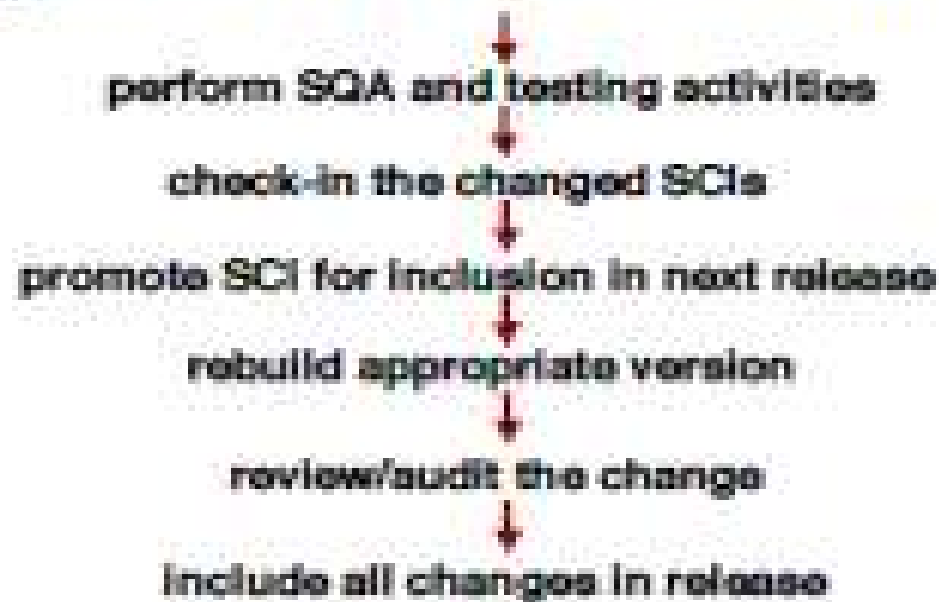 perform SQA and testing activities
check-in the changed SCIs
promote SCI for inclusion in next release
rebuild appropriate version
review/audit the change
include all changes in release